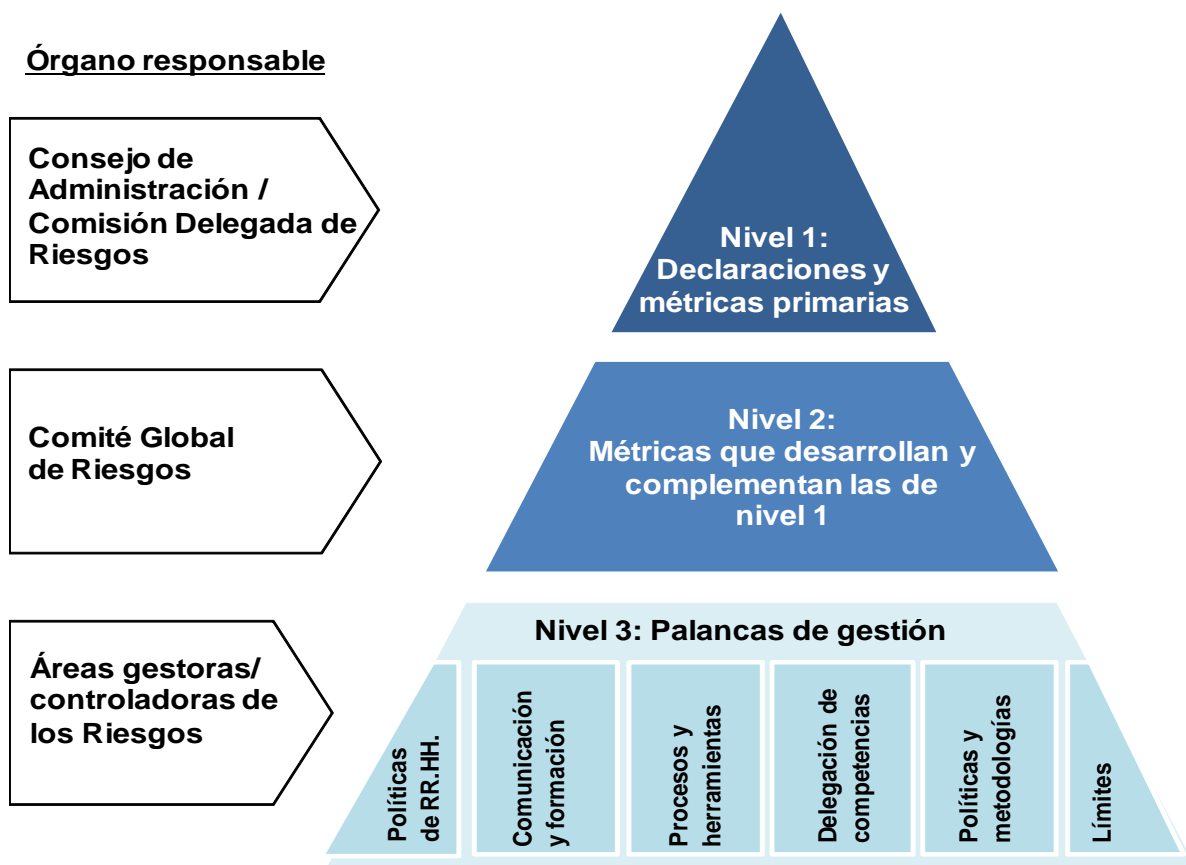 Órgano responsable
Consejo de
Administración /
Comisión Delegada de
Riesgos
Nivel 1:
Declaraciones y
métricas primarias
Comité Global
de Riesgos
Nivel 2:
Métricas que desarrollan y
complementan las de
nivel 1
Áreas gestoras/
controladoras de
los Riesgos
Nivel 3: Palancas de gestión
Políticas
de RR.HH.
Comunicación
y formación
Procesos y
herramientas
Delegación de
competencias
Políticas y
metodologías
Límites